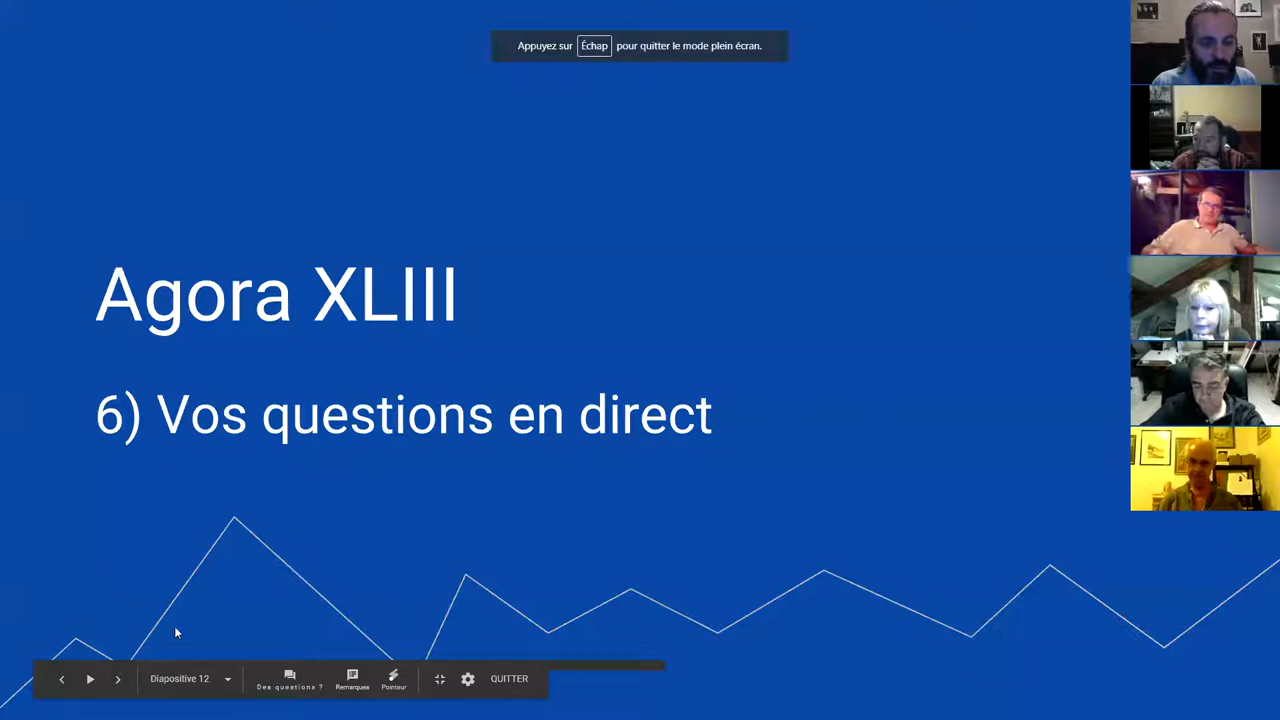 Appuyez sur Échap pour quitter le mode plein écran.
Agora XLIII
6) Vos questions en direct
Diapositive 12
Des questions ?
Remarques
Pointeur
QUITTER